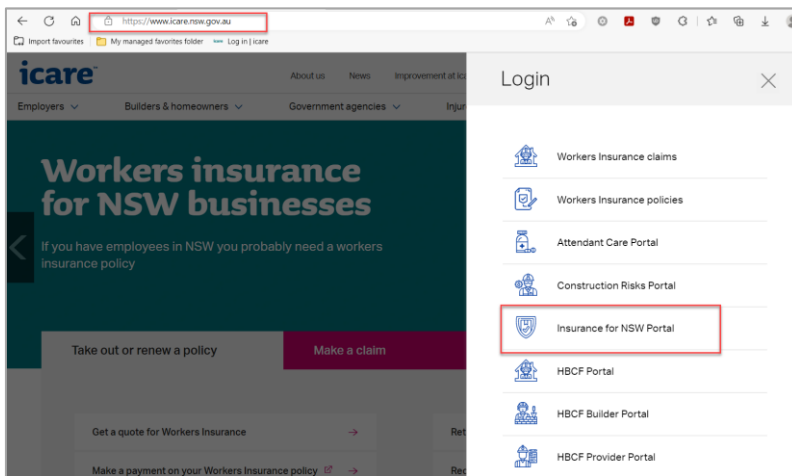 https://www.icare.nsw.gov.au
Import favourites My managed favorites folder Log in | icare
icare
About us News Improvement at
Employers Builders & homeowners Government agencies
Workers insurance
for NSW businesses
If you have employees in NSW you probably need a workers
insurance policy
Take out or renew a policy Make a claim
Get a quote for Workers Insurance
Make a payment on your Workers Insurance policy
Login
Workers Insurance claims
Workers Insurance policies
Attendant Care Portal
Construction Risks Portal
Insurance for NSW Portal
HBCF Portal
HBCF Builder Portal
HBCF Provider Portal